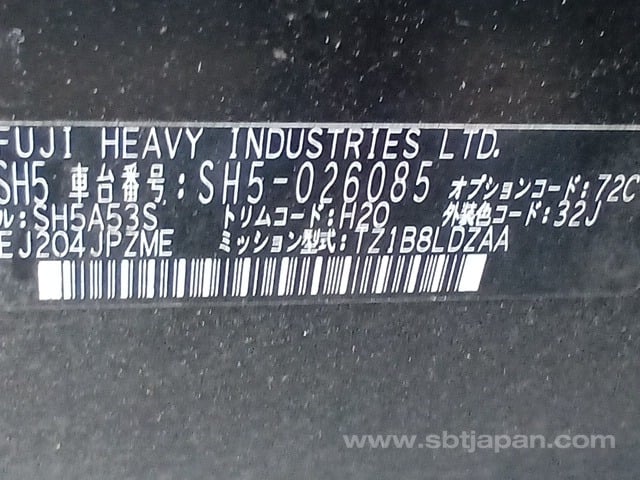 FUJI HEAVY INDUSTRIES LTD.
SH5 車台番号:SH5-026085 オプションコード:72C
ル:SH5A53S トリムコード:H20 外装色コード:32J
EJ204JPZME ミッション型式:TZ1B8LDZAA
www.sbtjapan.com